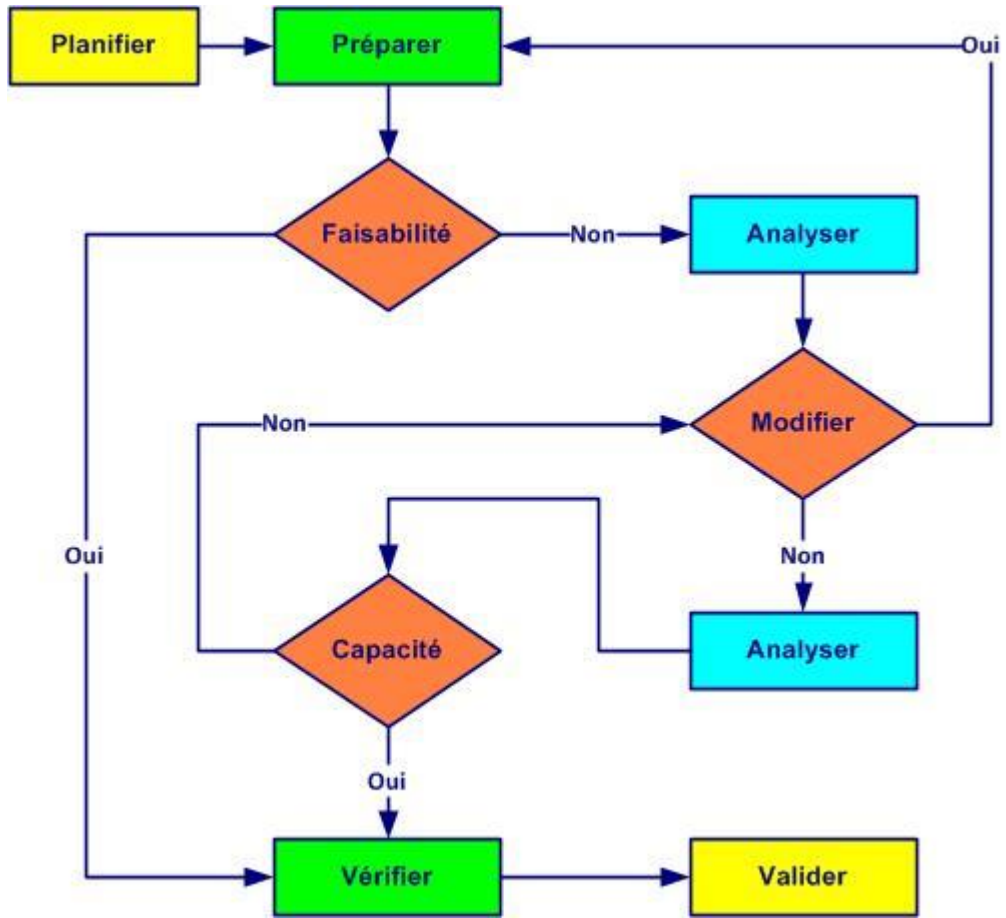 Planifier
Préparer
Oui
Faisabilité
Non
Analyser
Non
Modifier
Oui
Non
Capacité
Analyser
Oui
Vérifier
Valider